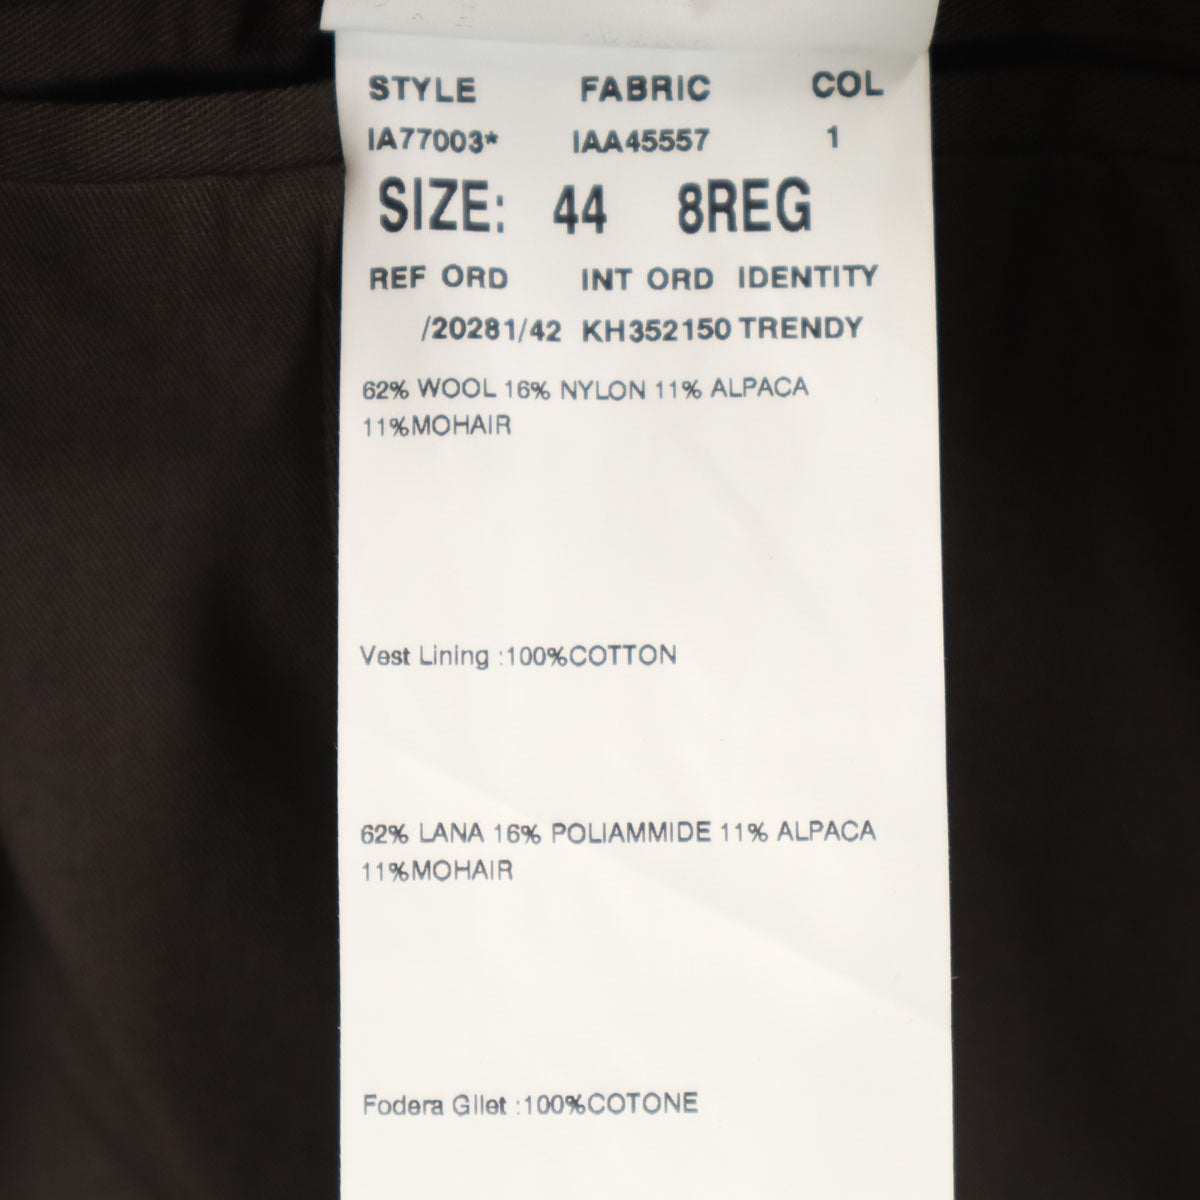 STYLE FABRIC COL
IA77003* IAA45557 1
SIZE: 44 8REG
REF ORD INT ORD IDENTITY
/20281/42 KH352150 TRENDY
62% WOOL 16% NYLON 11% ALPACA
11%MOHAIR
Vest Lining :100%COTTON
62% LANA 16% POLIAMMIDE 11% ALPACA
11%MOHAIR
Fodera Gilet :100%COTONE